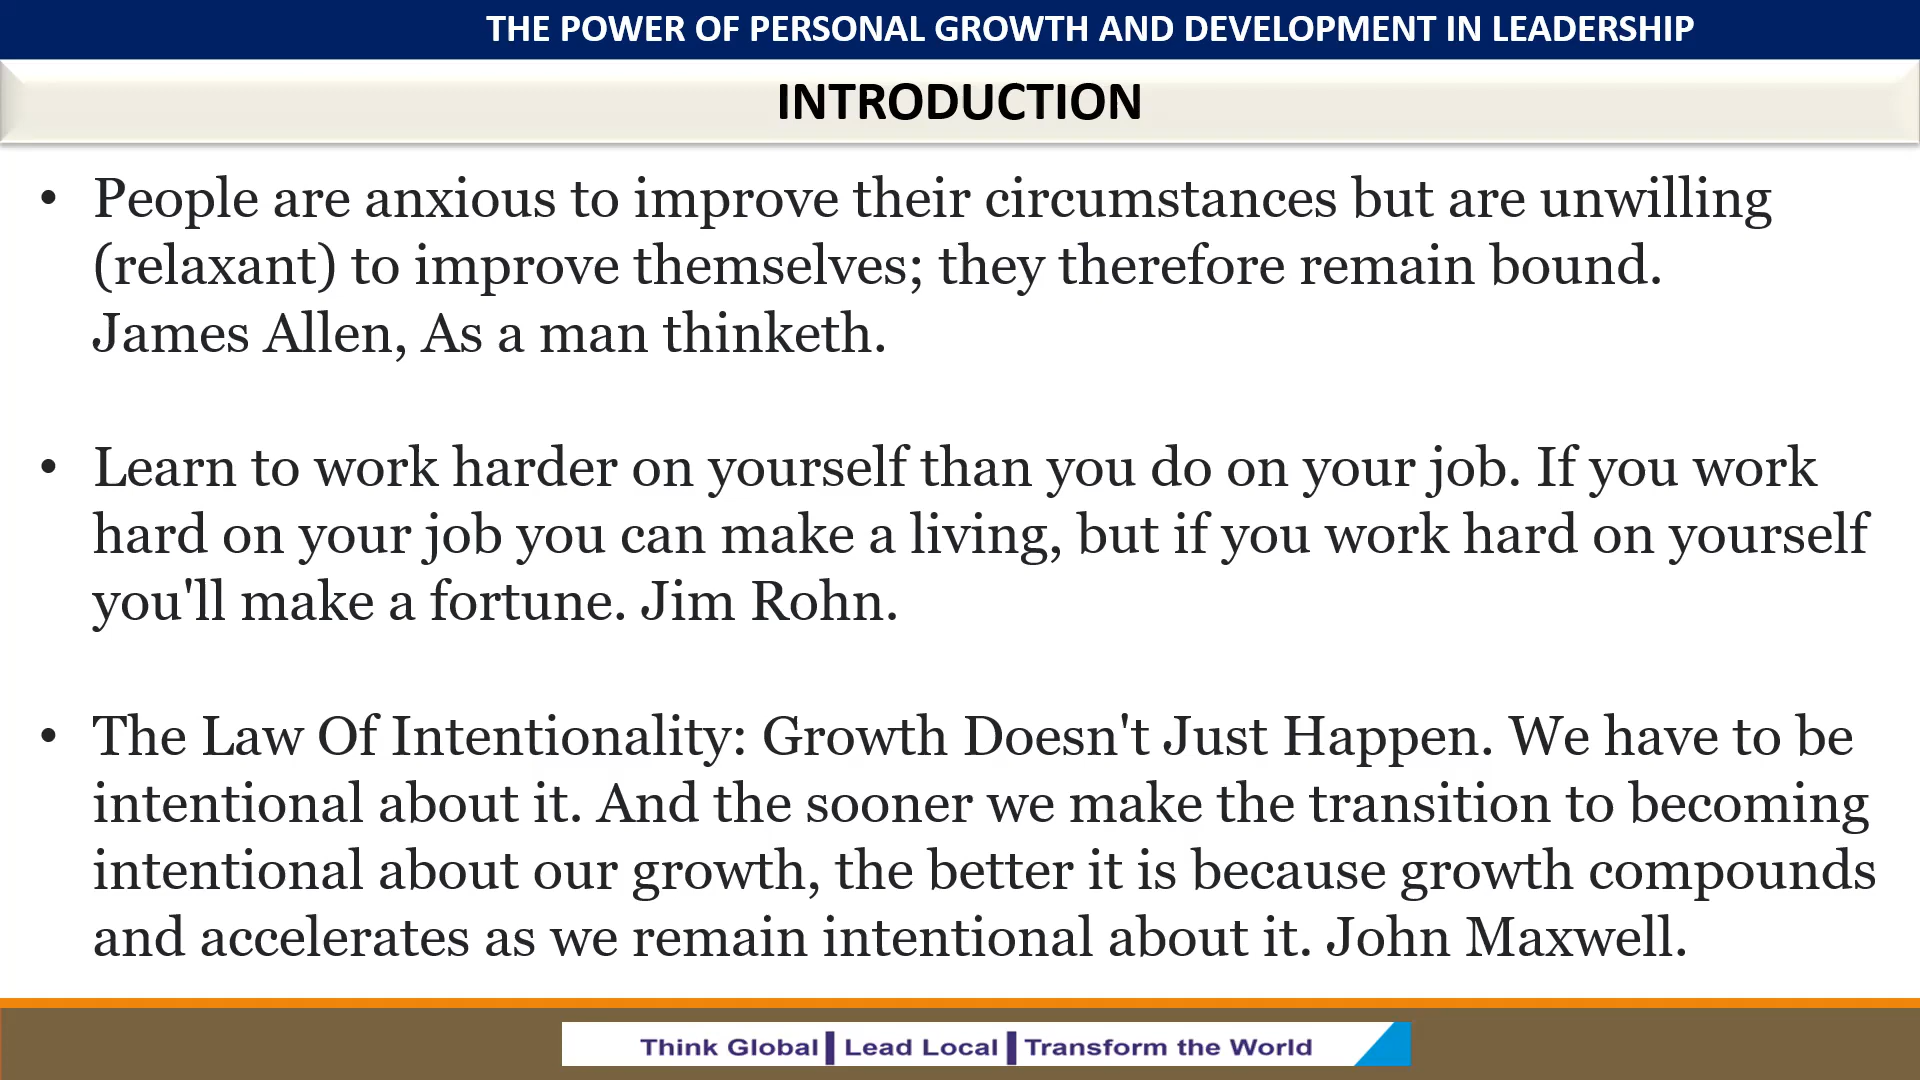 THE POWER OF PERSONAL GROWTH AND DEVELOPMENT IN LEADERSHIP
INTRODUCTION
• People are anxious to improve their circumstances but are unwilling
(relaxant) to improve themselves; they therefore remain bound.
James Allen, As a man thinketh.
• Learn to work harder on yourself than you do on your job. If you work
hard on your job you can make a living, but if you work hard on yourself
you'll make a fortune. Jim Rohn.
• The Law Of Intentionality: Growth Doesn't Just Happen. We have to be
intentional about it. And the sooner we make the transition to becoming
intentional about our growth, the better it is because growth compounds
and accelerates as we remain intentional about it. John Maxwell.
Think Global | Lead Local | Transform the World